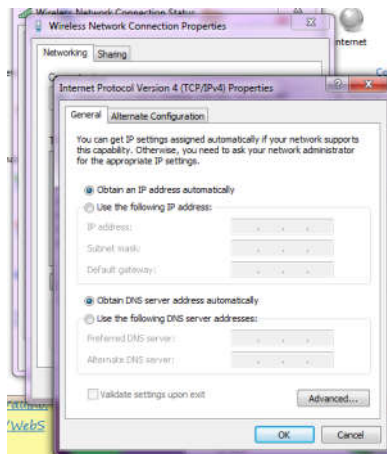 Wireless Network Connection Status
Wireless Network Connection Properties
Networking Sharing
Internet Protocol Version 4 (TCP/IPv4) Properties
General Alternate Configuration
You can get IP settings assigned automatically if your network supports
this capability. Otherwise, you need to ask your network administrator
for the appropriate IP settings.
Obtain an IP address automatically
Use the following IP address:
IP address:
Subnet mask:
Default gateway:
Obtain DNS server address automatically
Use the following DNS server addresses:
Preferred DNS server:
Alternate DNS server:
Validate settings upon exit
Advanced...
OK Cancel